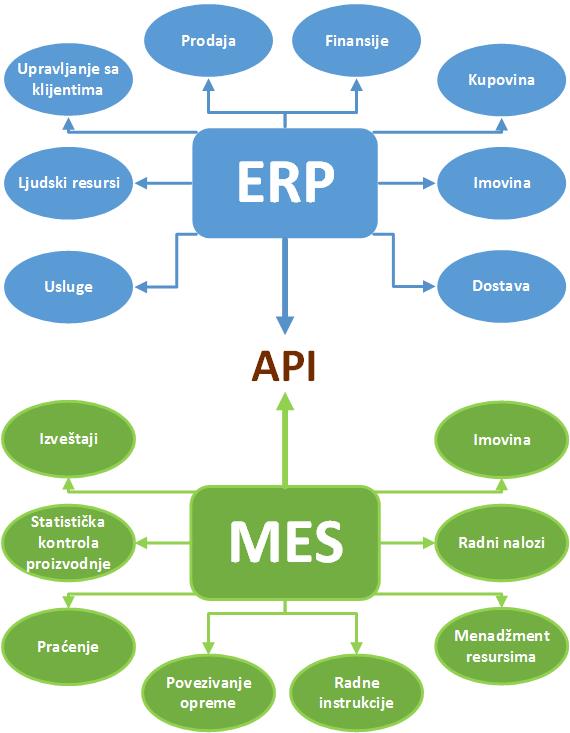 Prodaja
Finansije
Upravljanje sa
klijentima
Kupovina
Ljudski resursi
ERP
Imovina
Usluge
Dostava
API
Izveštaji
Imovina
Statistička
kontrola
proizvodnje
MES
Radni nalozi
Praćenje
Menadžment
resursima
Povezivanje
opreme
Radne
instrukcije